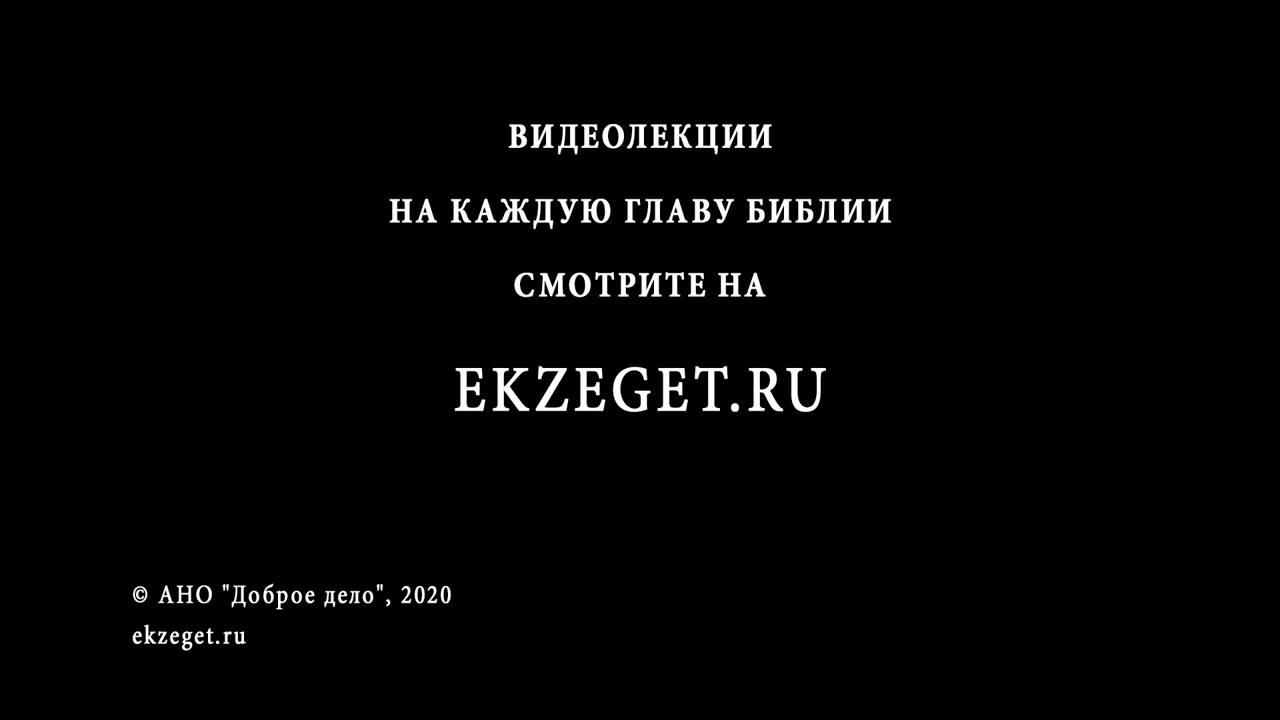 ВИДЕОЛЕКЦИИ
НА КАЖДУЮ ГЛАВУ БИБЛИИ
СМОТРИТЕ НА
EKZEGET.RU
© АНО "Доброе дело", 2020
ekzeget.ru